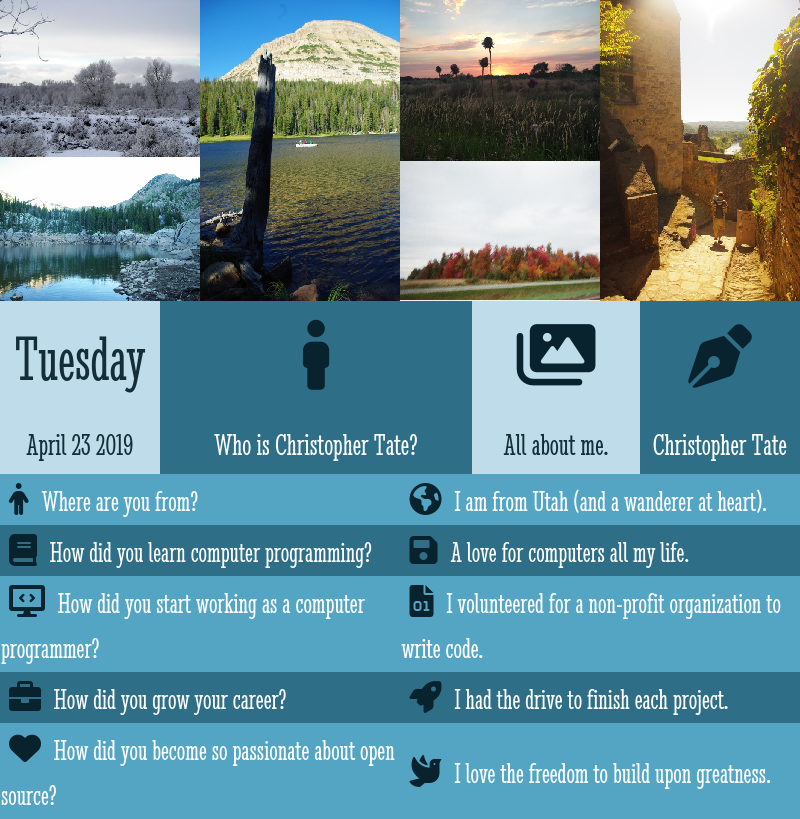 Tuesday
April 23 2019
Who is Christopher Tate?
All about me.
Christopher Tate
Where are you from?
I am from Utah (and a wanderer at heart).
How did you learn computer programming?
A love for computers all my life.
How did you start working as a computer
programmer?
01
I volunteered for a non-profit organization to
write code.
How did you grow your career?
I had the drive to finish each project.
How did you become so passionate about open
source?
I love the freedom to build upon greatness.